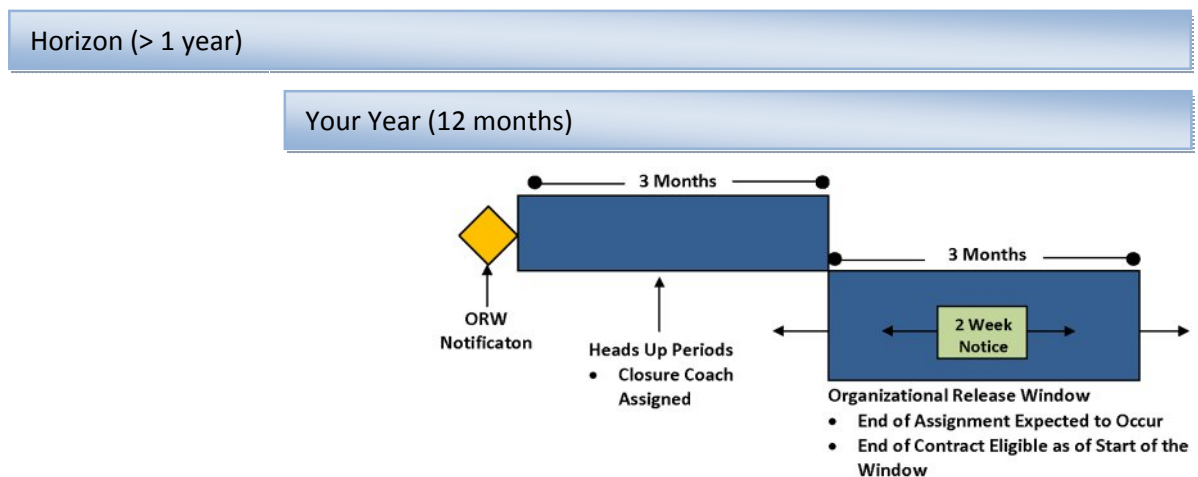 Horizon (> 1 year)
Your Year (12 months)
3 Months
3 Months
ORW
Notificaton
Heads Up Periods
• Closure Coach
Assigned
2 Week
Notice
Organizational Release Window
• End of Assignment Expected to Occur
• End of Contract Eligible as of Start of the
Window